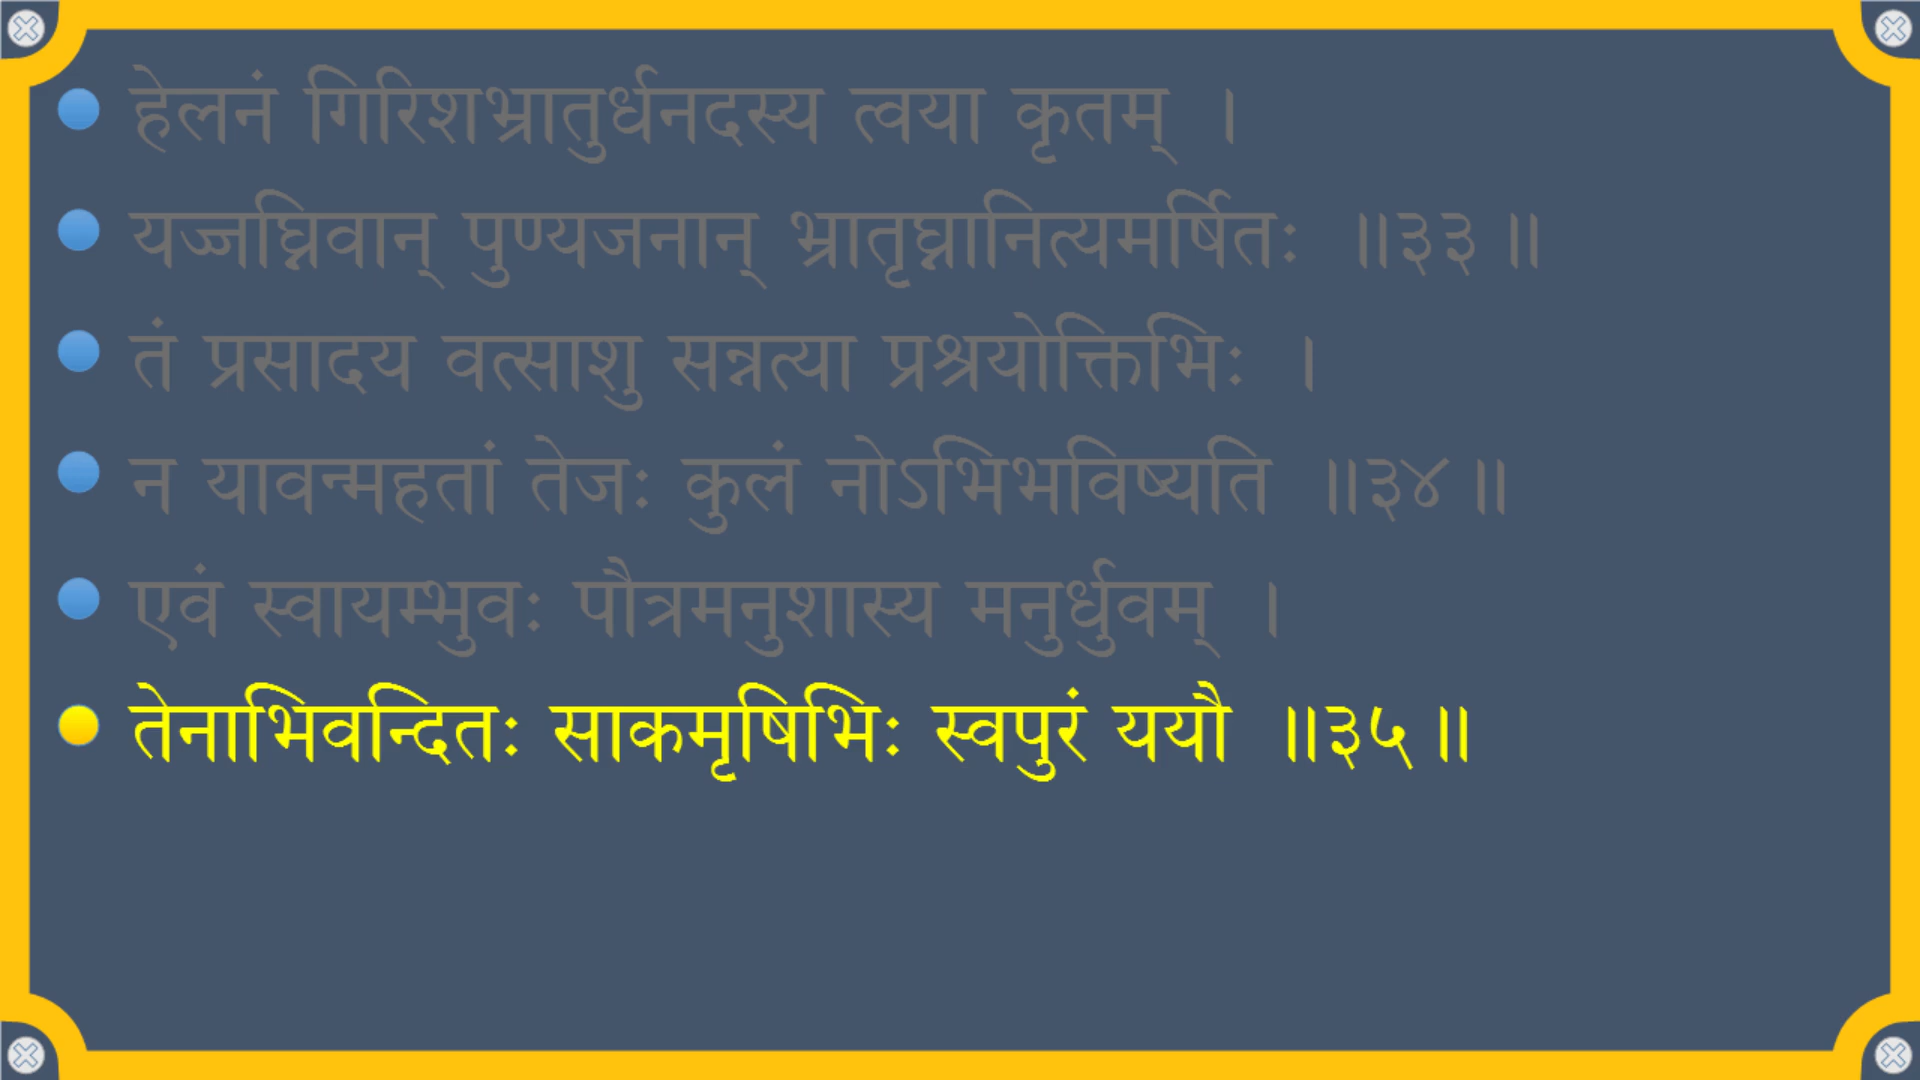 हेलनं गिरिशभ्रातुर्धनदस्य त्वया कृतम् ।
यज्जघ्निवान् पुण्यजनान् भ्रातृघ्नानित्यमर्षितः ॥३३॥
तं प्रसादय वत्साशु सन्नत्या प्रश्रयोक्तिभिः ।
न यावन्महतां तेजः कुलं नोऽभिभविष्यति ॥३४॥
एवं स्वायम्भुवः पौत्रमनुशास्य मनुर्धुवम् ।
तेनाभिवन्दितः साकमृषिभिः स्वपुरं ययौ ॥३५॥